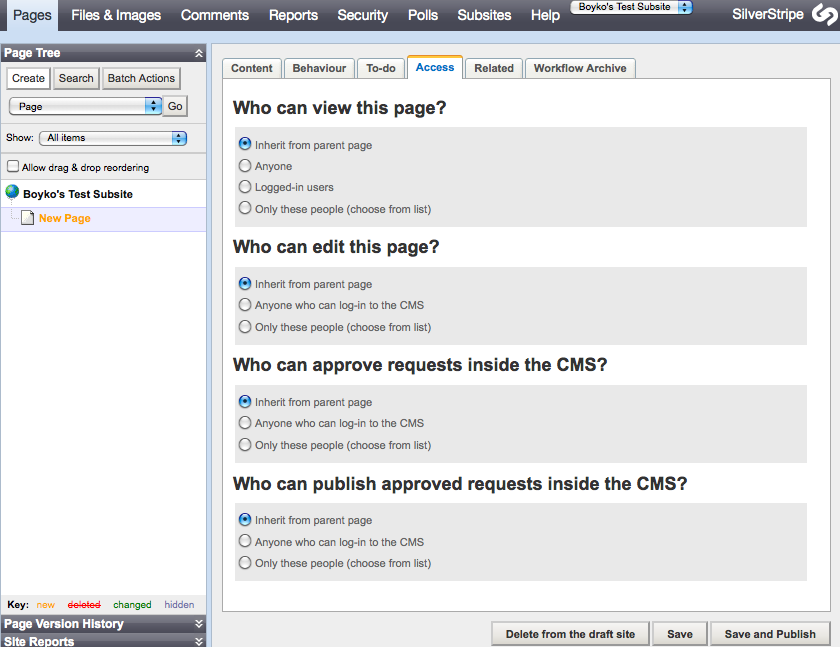 Pages Files & Images Comments Reports Security Polls Subsites Help Boyko's Test Subsite SilverStripe
Page Tree
Create Search Batch Actions
Page Go
Show: All items
Allow drag & drop reordering
Boyko's Test Subsite
New Page
Key: new deleted changed hidden
Page Version History
Site Reports
Content Behaviour To-do Access Related Workflow Archive
Who can view this page?
Inherit from parent page
Anyone
Logged-in users
Only these people (choose from list)
Who can edit this page?
Inherit from parent page
Anyone who can log-in to the CMS
Only these people (choose from list)
Who can approve requests inside the CMS?
Inherit from parent page
Anyone who can log-in to the CMS
Only these people (choose from list)
Who can publish approved requests inside the CMS?
Inherit from parent page
Anyone who can log-in to the CMS
Only these people (choose from list)
Delete from the draft site Save Save and Publish